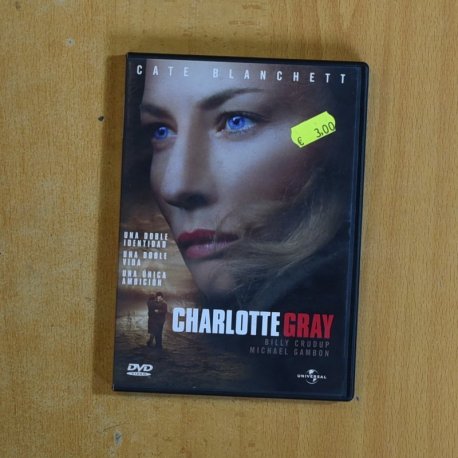 CATE BLANCHETT
€ 3,00
UNA DOBLE
IDENTIDAD
UNA DOBLE
VIDA
UNA ÚNICA
AMBICIÓN
CHARLOTTE GRAY
BILLY CRUDUP
MICHAEL GAMBON
DVD
VIDEO
UNIVERSAL